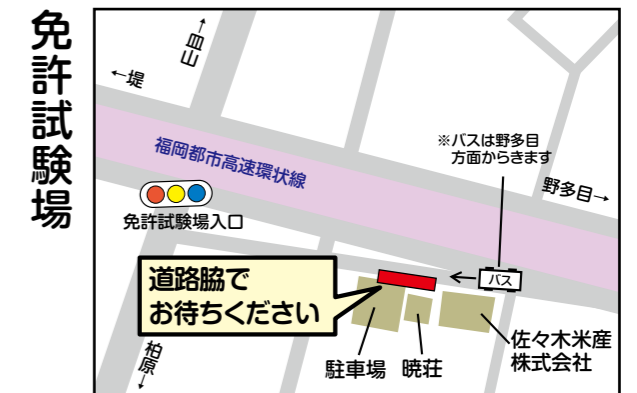 免許試験場
皿山→
←堤
福岡都市高速環状線
※バスは野多目
方面からきます
野多目→
免許試験場入口
バス
←
道路脇で
お待ちください
柏原→
駐車場
暁荘
佐々木米産
株式会社